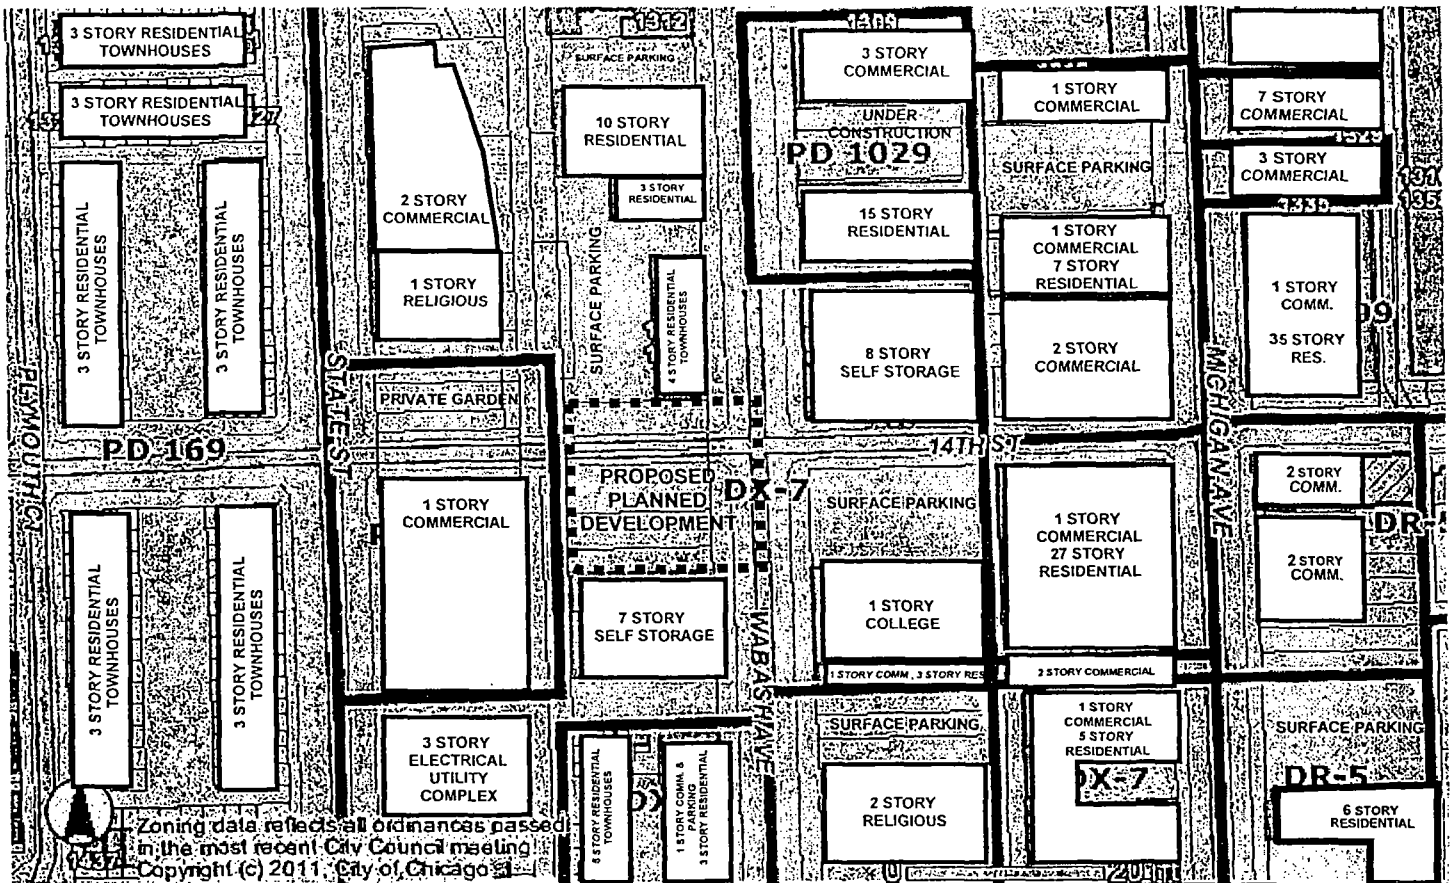 3 STORY RESIDENTIAL
TOWNHOUSES
3 STORY RESIDENTIAL
TOWNHOUSES
27
3 STORY RESIDENTIAL
TOWNHOUSES
3 STORY RESIDENTIAL
TOWNHOUSES
PLYMOUTH CT
PD 169
3 STORY RESIDENTIAL
TOWNHOUSES
3 STORY RESIDENTIAL
TOWNHOUSES
STATE ST
2 STORY
COMMERCIAL
1 STORY
RELIGIOUS
PRIVATE GARDEN
1 STORY
COMMERCIAL
3 STORY
ELECTRICAL
UTILITY
COMPLEX
1312
SURFACE PARKING
10 STORY
RESIDENTIAL
3 STORY
RESIDENTIAL
SURFACE PARKING
4 STORY RESIDENTIAL
TOWNHOUSES
PROPOSED
PLANNED
DEVELOPMENT
DX-7
7 STORY
SELF STORAGE
WABASH AVE
5 STORY RESIDENTIAL
TOWNHOUSES
1 STORY COMM. &
PARKING
3 STORY RESIDENTIAL
3 STORY
COMMERCIAL
UNDER
CONSTRUCTION
PD 1029
15 STORY
RESIDENTIAL
8 STORY
SELF STORAGE
14TH ST
SURFACE PARKING
1 STORY
COLLEGE
1 STORY COMM, 3 STORY RES
SURFACE PARKING
2 STORY
RELIGIOUS
1 STORY
COMMERCIAL
SURFACE PARKING
1 STORY
COMMERCIAL
7 STORY
RESIDENTIAL
2 STORY
COMMERCIAL
1 STORY
COMMERCIAL
27 STORY
RESIDENTIAL
2 STORY COMMERCIAL
1 STORY
COMMERCIAL
5 STORY
RESIDENTIAL
DX-7
MICHIGAN AVE
7 STORY
COMMERCIAL
3 STORY
COMMERCIAL
1 STORY
COMM.
35 STORY
RES.
2 STORY
COMM.
2 STORY
COMM.
SURFACE PARKING
DR-5
6 STORY
RESIDENTIAL
Zoning data reflects all ordinances passed
in the most recent City Council meeting
Copyright (c) 2011, City of Chicago